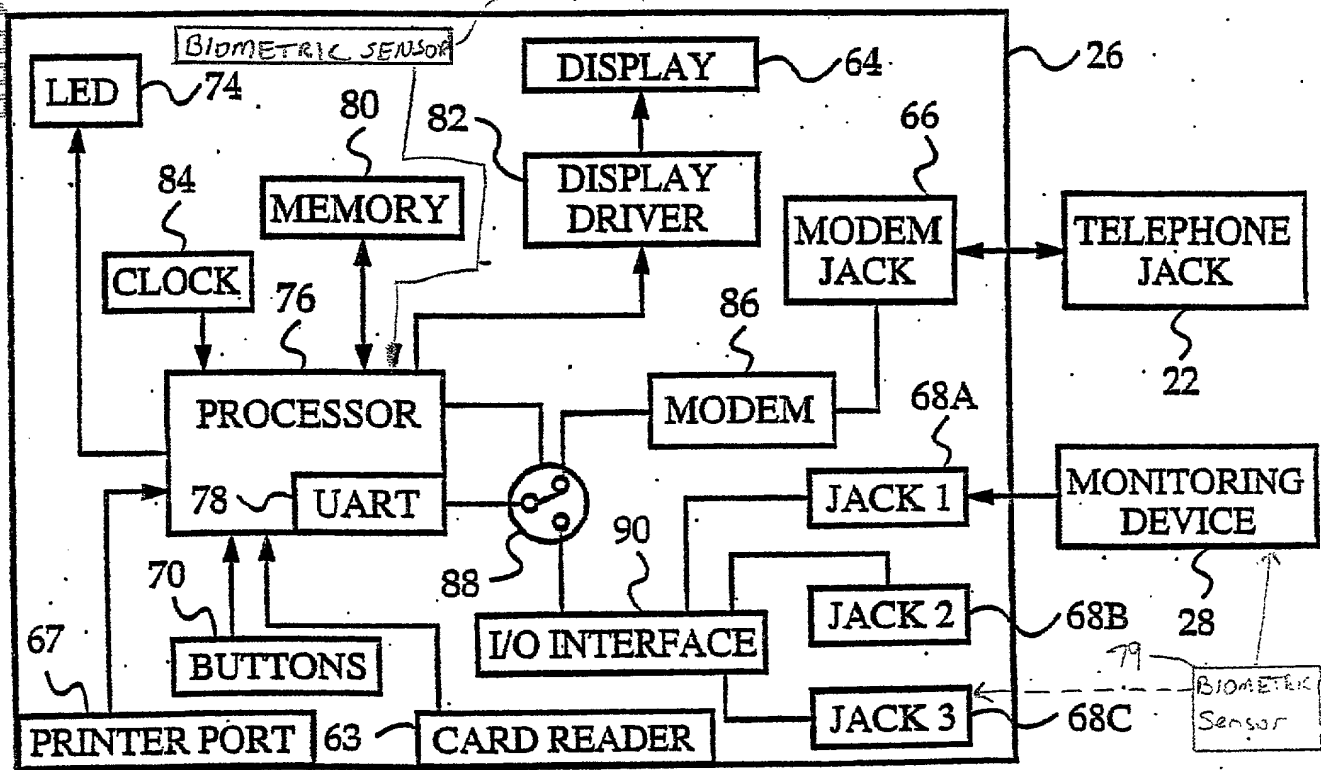 BIOMETRIC SENSOR
DISPLAY
64
26
LED
74
80
82
66
84
MEMORY
DISPLAY
DRIVER
MODEM
JACK
TELEPHONE
JACK
CLOCK
76
86
22
PROCESSOR
MODEM
68A
78
UART
JACK 1
MONITORING
DEVICE
88
90
70
JACK 2
68B
28
67
BUTTONS
I/O INTERFACE
79
BIOMETRIC
Sensor
JACK 3
68C
PRINTER PORT
63
CARD READER